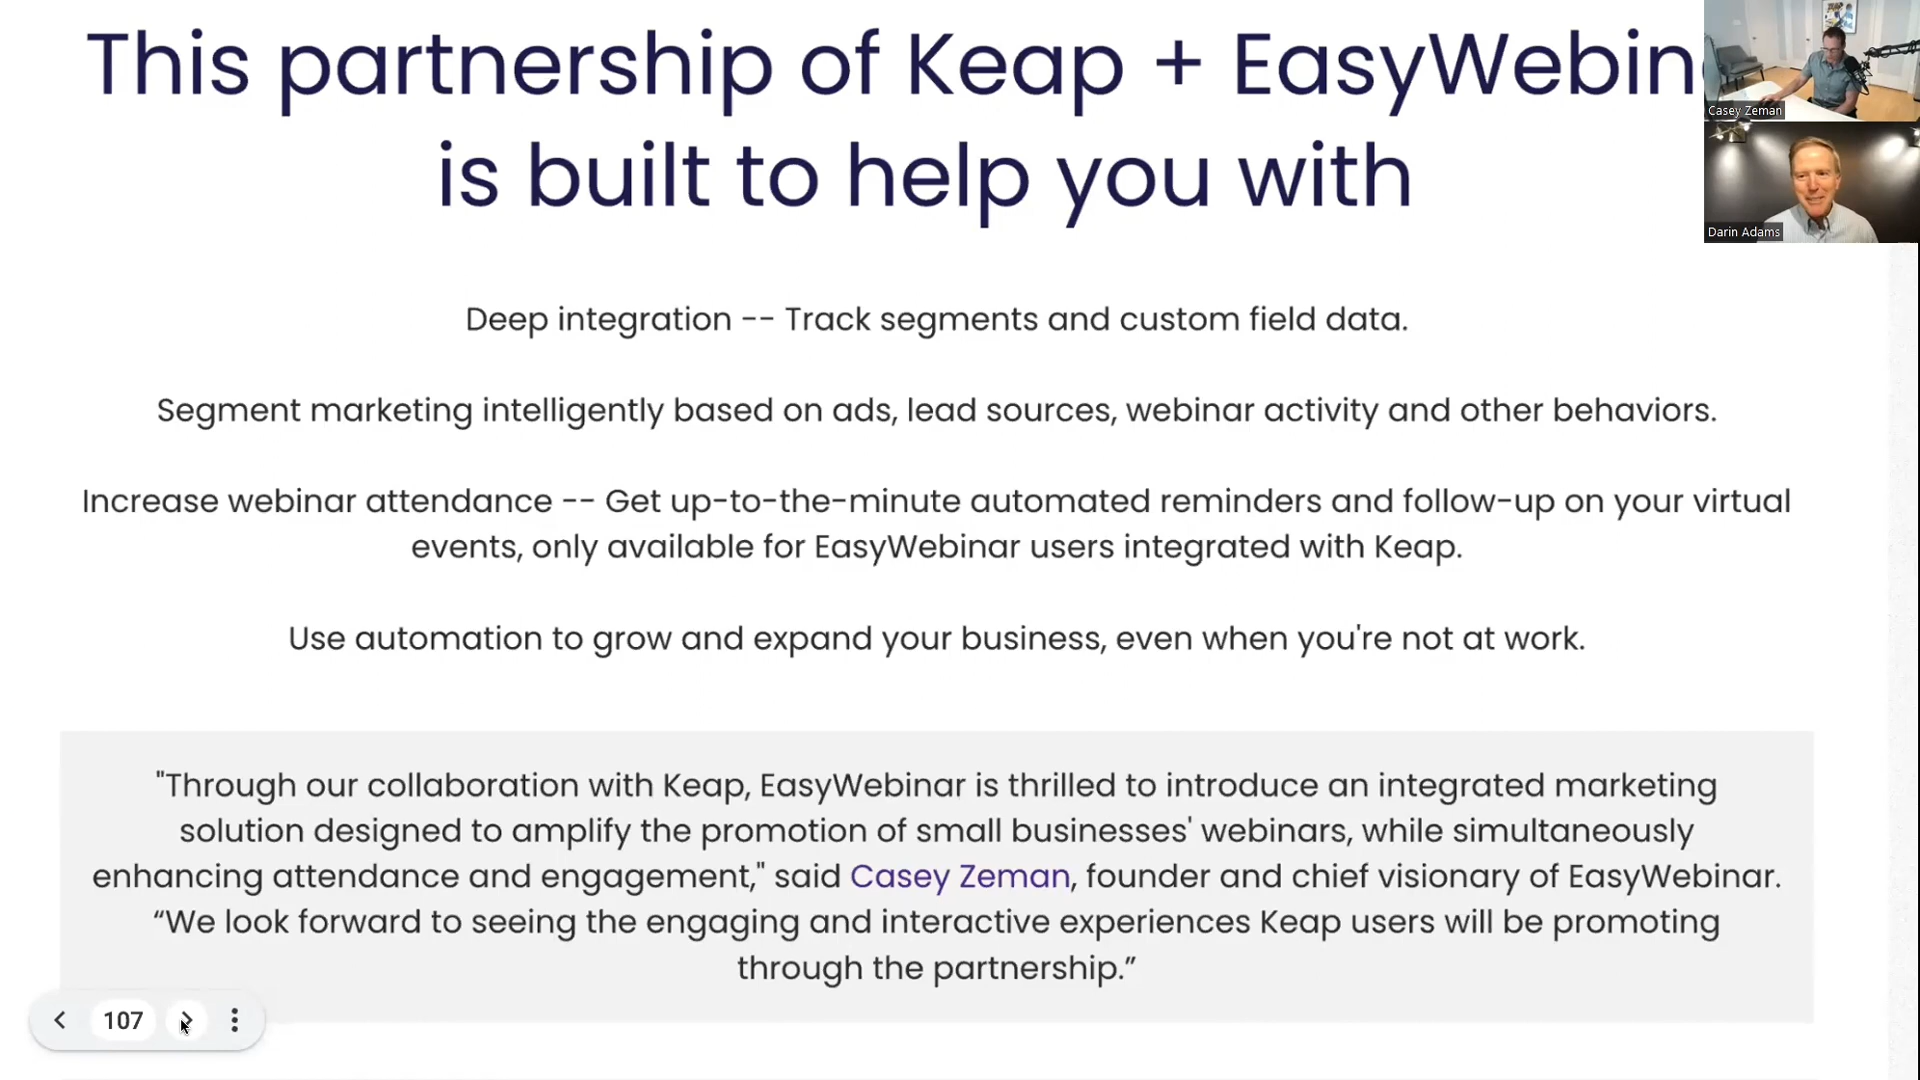 This partnership of Keap + EasyWebin
is built to help you with
Casey Zeman
Darin Adams
Deep integration -- Track segments and custom field data.
Segment marketing intelligently based on ads, lead sources, webinar activity and other behaviors.
Increase webinar attendance -- Get up-to-the-minute automated reminders and follow-up on your virtual
events, only available for EasyWebinar users integrated with Keap.
Use automation to grow and expand your business, even when you're not at work.
"Through our collaboration with Keap, EasyWebinar is thrilled to introduce an integrated marketing
solution designed to amplify the promotion of small businesses' webinars, while simultaneously
enhancing attendance and engagement," said Casey Zeman, founder and chief visionary of EasyWebinar.
“We look forward to seeing the engaging and interactive experiences Keap users will be promoting
through the partnership.”
107